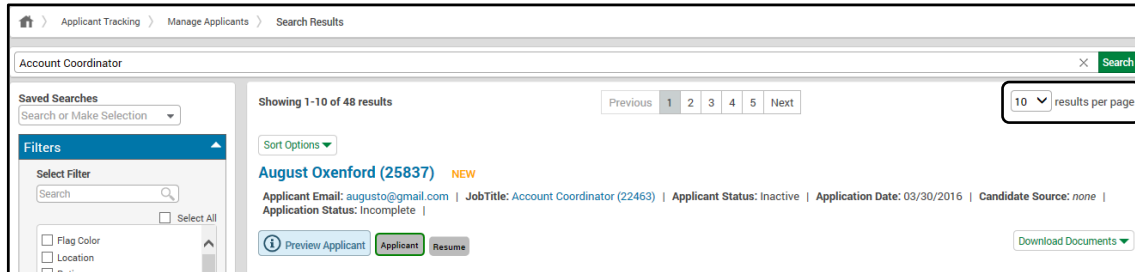 Applicant Tracking > Manage Applicants > Search Results
Account Coordinator × Search
Saved Searches
Search or Make Selection
Showing 1-10 of 48 results
Previous 1 2 3 4 5 Next
10 results per page
Filters
Select Filter
Search
Select All
Flag Color
Location
Sort Options
August Oxenford (25837) NEW
Applicant Email: augusto@gmail.com | JobTitle: Account Coordinator (22463) | Applicant Status: Inactive | Application Date: 03/30/2016 | Candidate Source: none |
Application Status: Incomplete |
Preview Applicant Applicant Resume
Download Documents